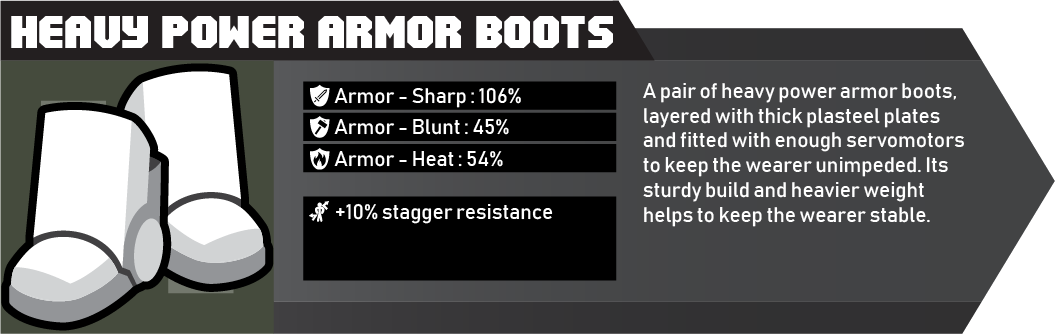 HEAVY POWER ARMOR BOOTS
Armor - Sharp : 106%
Armor - Blunt : 45%
Armor - Heat : 54%
+10% stagger resistance
A pair of heavy power armor boots,
layered with thick plasteel plates
and fitted with enough servomotors
to keep the wearer unimpeded. Its
sturdy build and heavier weight
helps to keep the wearer stable.